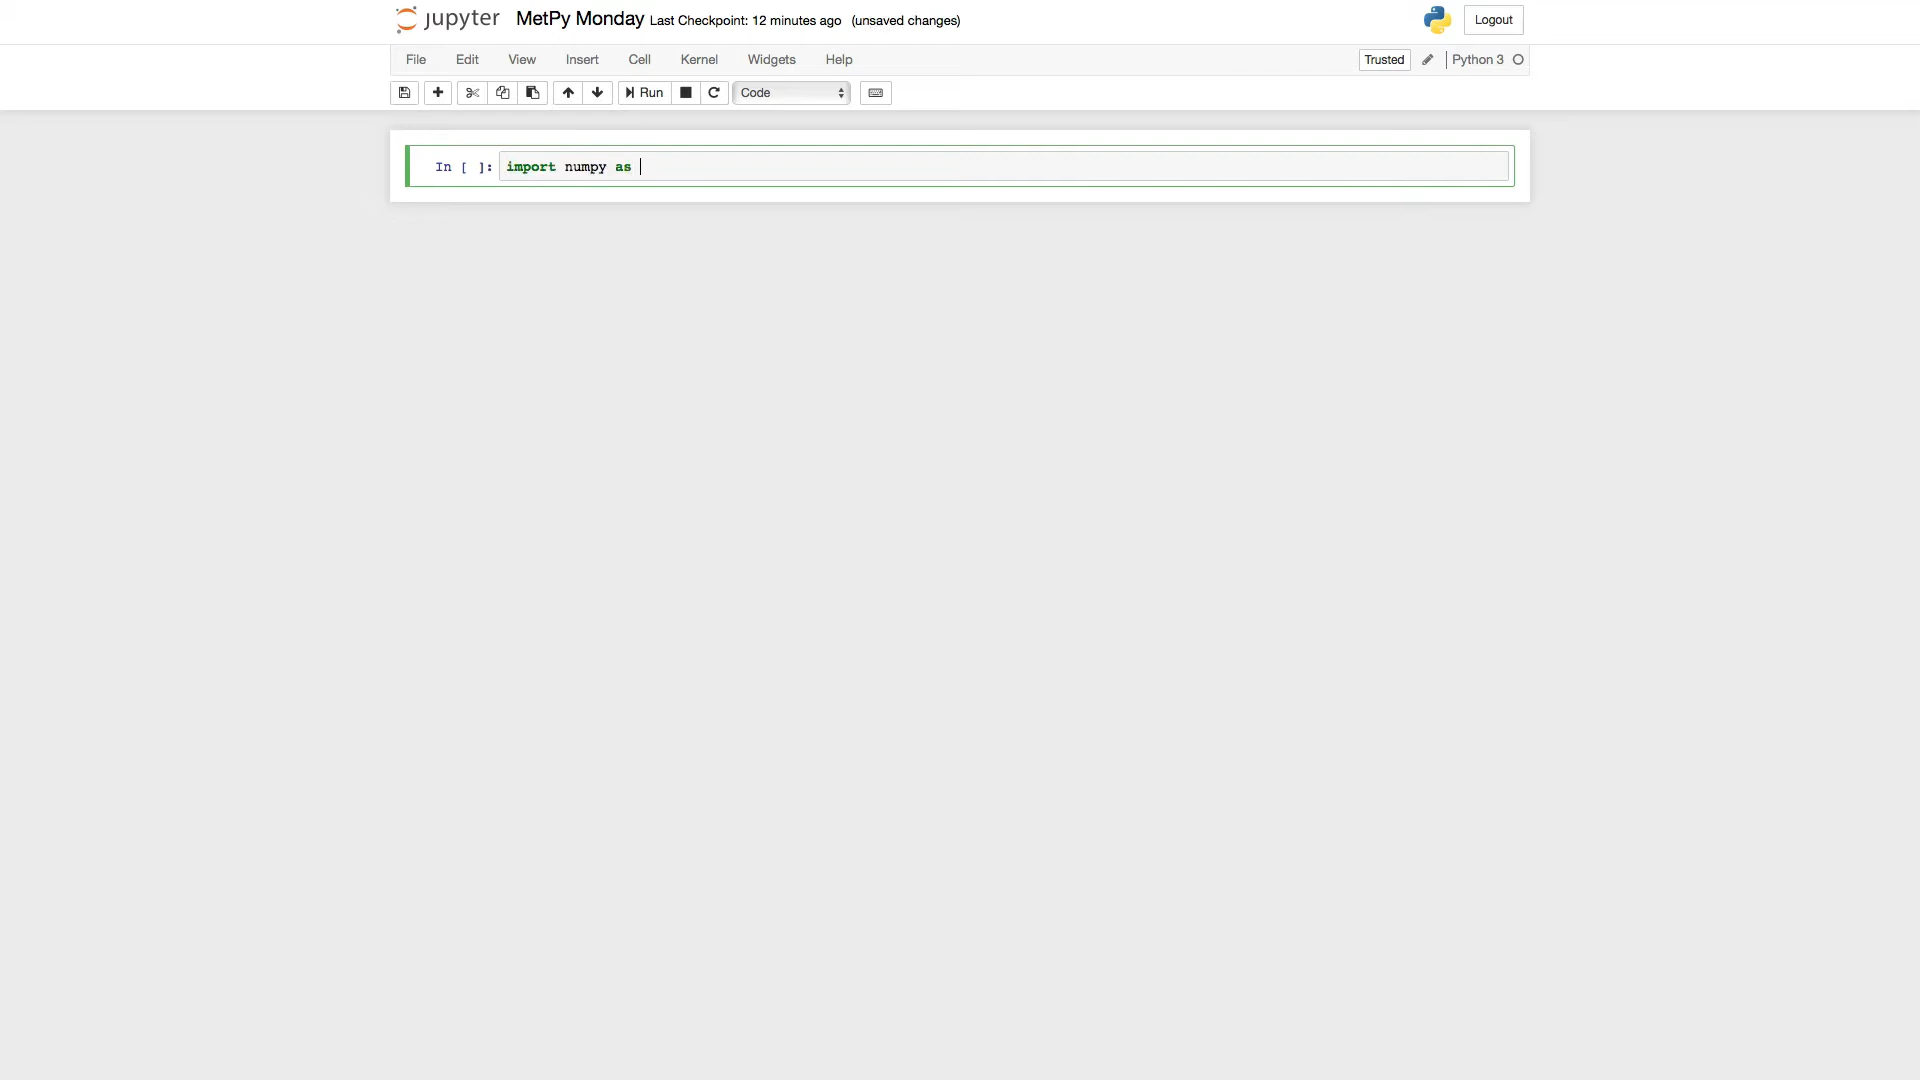 jupyter MetPy Monday Last Checkpoint: 12 minutes ago (unsaved changes) Logout
File Edit View Insert Cell Kernel Widgets Help Trusted Python 3
Run Code
In [ ]: import numpy as